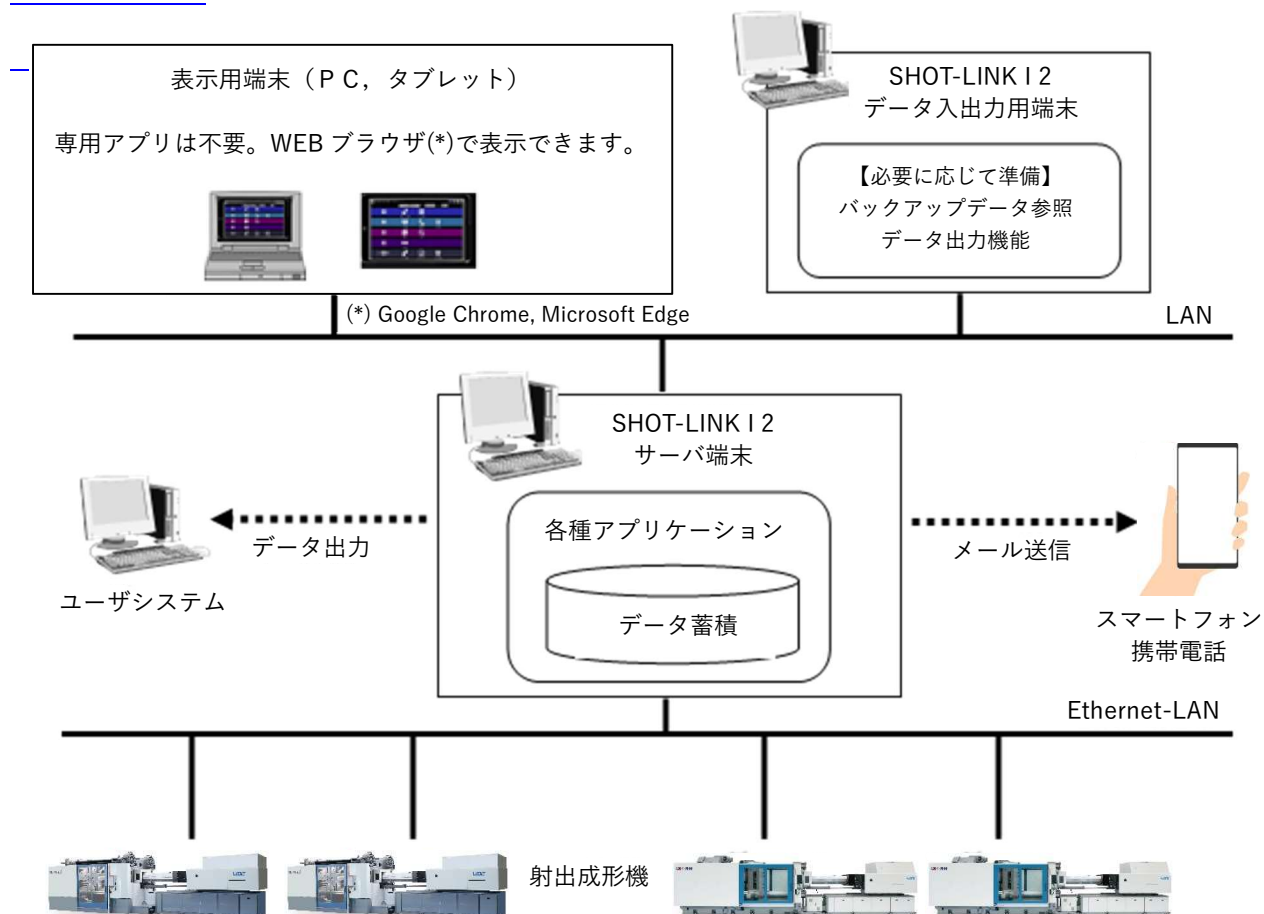 表示用端末（ＰＣ，タブレット）
専用アプリは不要。WEB ブラウザ(*)で表示できます。
SHOT-LINK I 2
データ入出力用端末
【必要に応じて準備】
バックアップデータ参照
データ出力機能
(*) Google Chrome, Microsoft Edge
LAN
SHOT-LINK I 2
サーバ端末
各種アプリケーション
データ蓄積
データ出力
ユーザシステム
メール送信
スマートフォン
携帯電話
Ethernet-LAN
射出成形機